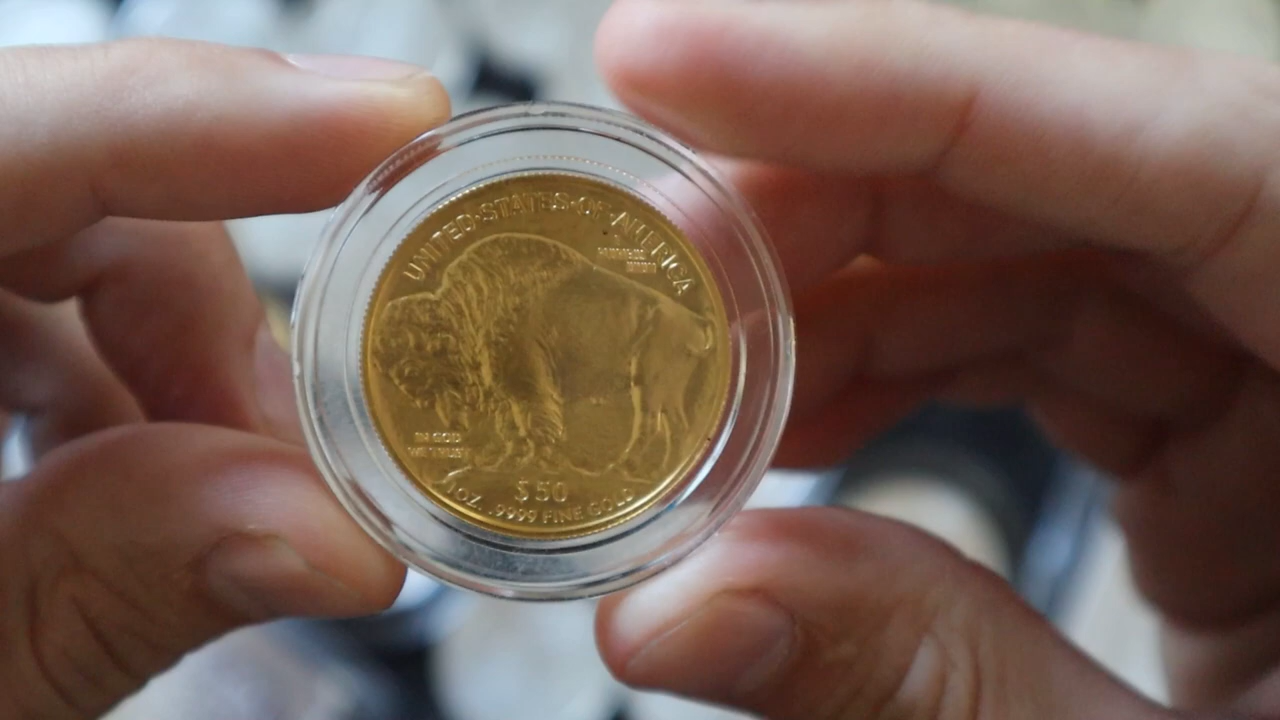 UNITED·STATES·OF·AMERICA
IN GOD
WE TRUST
$50
1 OZ. .9999 FINE GOLD